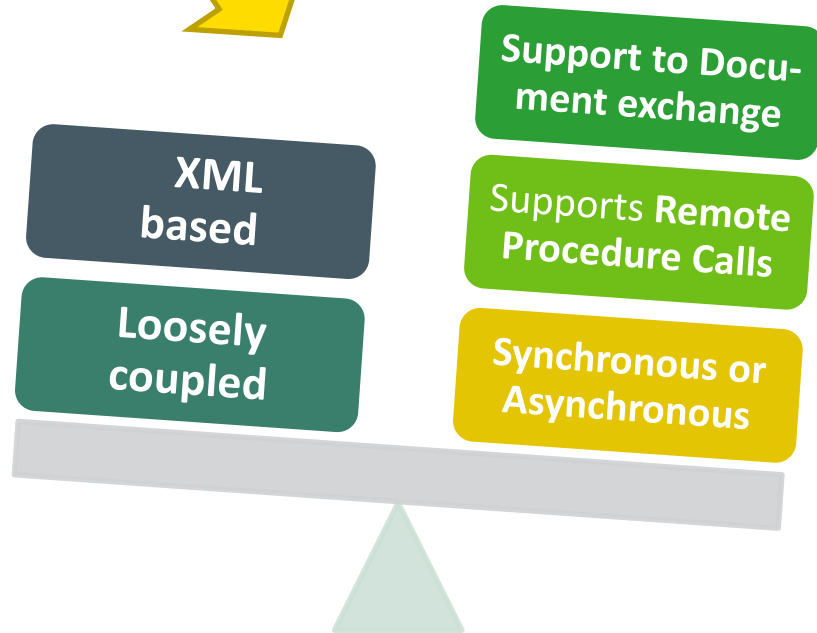 XML
based
Loosely
coupled
Support to Docu-
ment exchange
Supports Remote
Procedure Calls
Synchronous or
Asynchronous